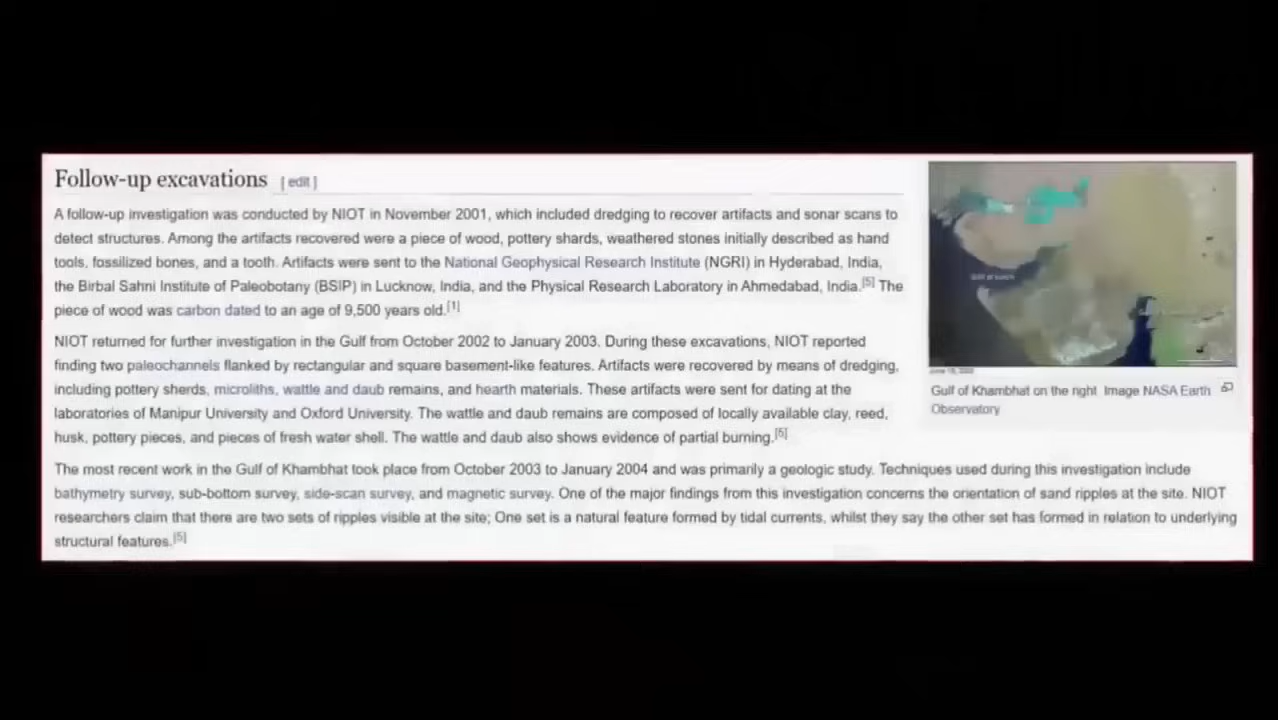 Follow-up excavations [ edit ]
A follow-up investigation was conducted by NIOT in November 2001, which included dredging to recover artifacts and sonar scans to
detect structures. Among the artifacts recovered were a piece of wood, pottery shards, weathered stones initially described as hand
tools, fossilized bones, and a tooth. Artifacts were sent to the National Geophysical Research Institute (NGRI) in Hyderabad, India,
the Birbal Sahni Institute of Paleobotany (BSIP) in Lucknow, India, and the Physical Research Laboratory in Ahmedabad, India.[5] The
piece of wood was carbon dated to an age of 9,500 years old.[1]
NIOT returned for further investigation in the Gulf from October 2002 to January 2003. During these excavations, NIOT reported
finding two paleochannels flanked by rectangular and square basement-like features. Artifacts were recovered by means of dredging,
including pottery sherds, microliths, wattle and daub remains, and hearth materials. These artifacts were sent for dating at the
laboratories of Manipur University and Oxford University. The wattle and daub remains are composed of locally available clay, reed,
husk, pottery pieces, and pieces of fresh water shell. The wattle and daub also shows evidence of partial burning.[6]
The most recent work in the Gulf of Khambhat took place from October 2003 to January 2004 and was primarily a geologic study. Techniques used during this investigation include
bathymetry survey, sub-bottom survey, side-scan survey, and magnetic survey. One of the major findings from this investigation concerns the orientation of sand ripples at the site. NIOT
researchers claim that there are two sets of ripples visible at the site; One set is a natural feature formed by tidal currents, whilst they say the other set has formed in relation to underlying
structural features.[5]
Gulf of Khambhat on the right Image NASA Earth
Observatory